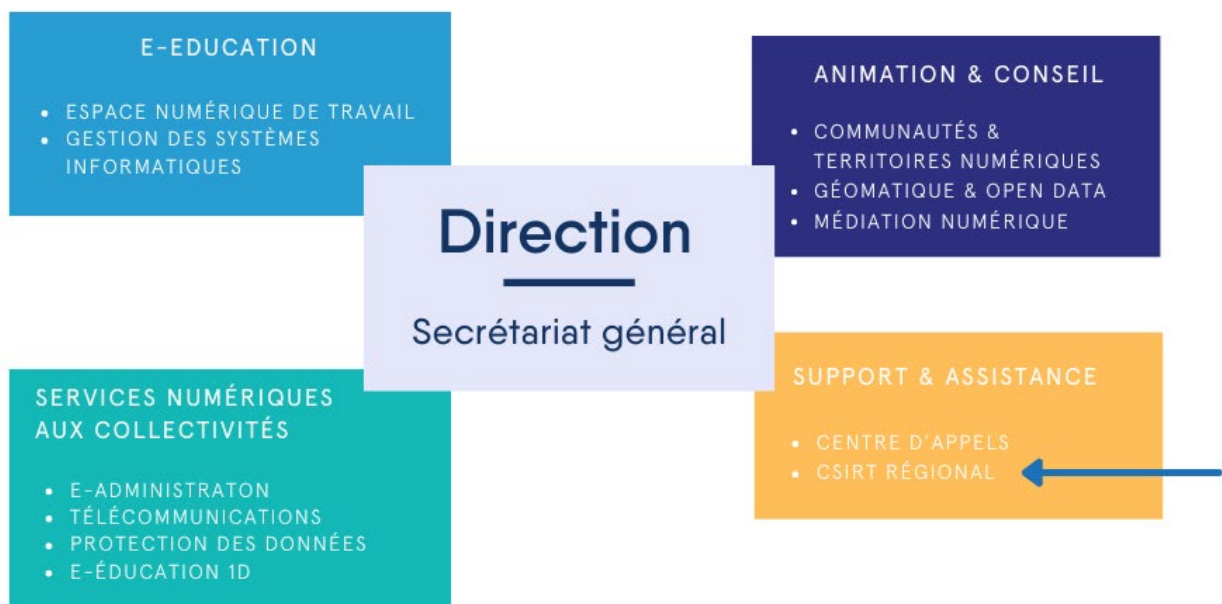 E-EDUCATION
• ESPACE NUMÉRIQUE DE TRAVAIL
• GESTION DES SYSTÈMES
INFORMATIQUES
ANIMATION & CONSEIL
• COMMUNAUTÉS &
TERRITOIRES NUMÉRIQUES
• GÉOMATIQUE & OPEN DATA
• MÉDIATION NUMÉRIQUE
Direction
Secrétariat général
SERVICES NUMÉRIQUES
AUX COLLECTIVITÉS
• E-ADMINISTRATON
• TÉLÉCOMMUNICATIONS
• PROTECTION DES DONNÉES
• E-ÉDUCATION 1D
SUPPORT & ASSISTANCE
• CENTRE D'APPELS
• CSIRT RÉGIONAL